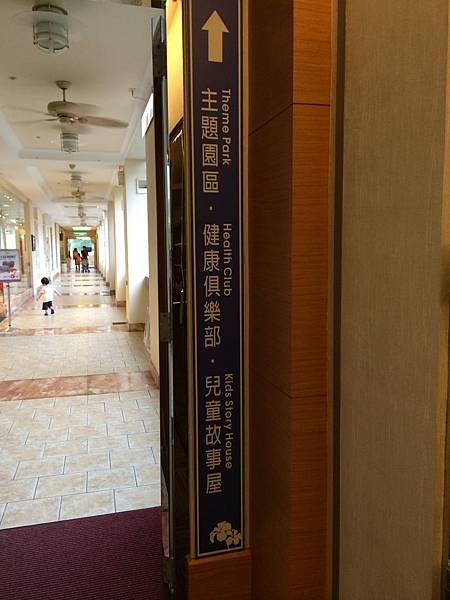 主題園區・健康俱樂部・兒童故事屋
Theme Park
Health Club
Kids Story House